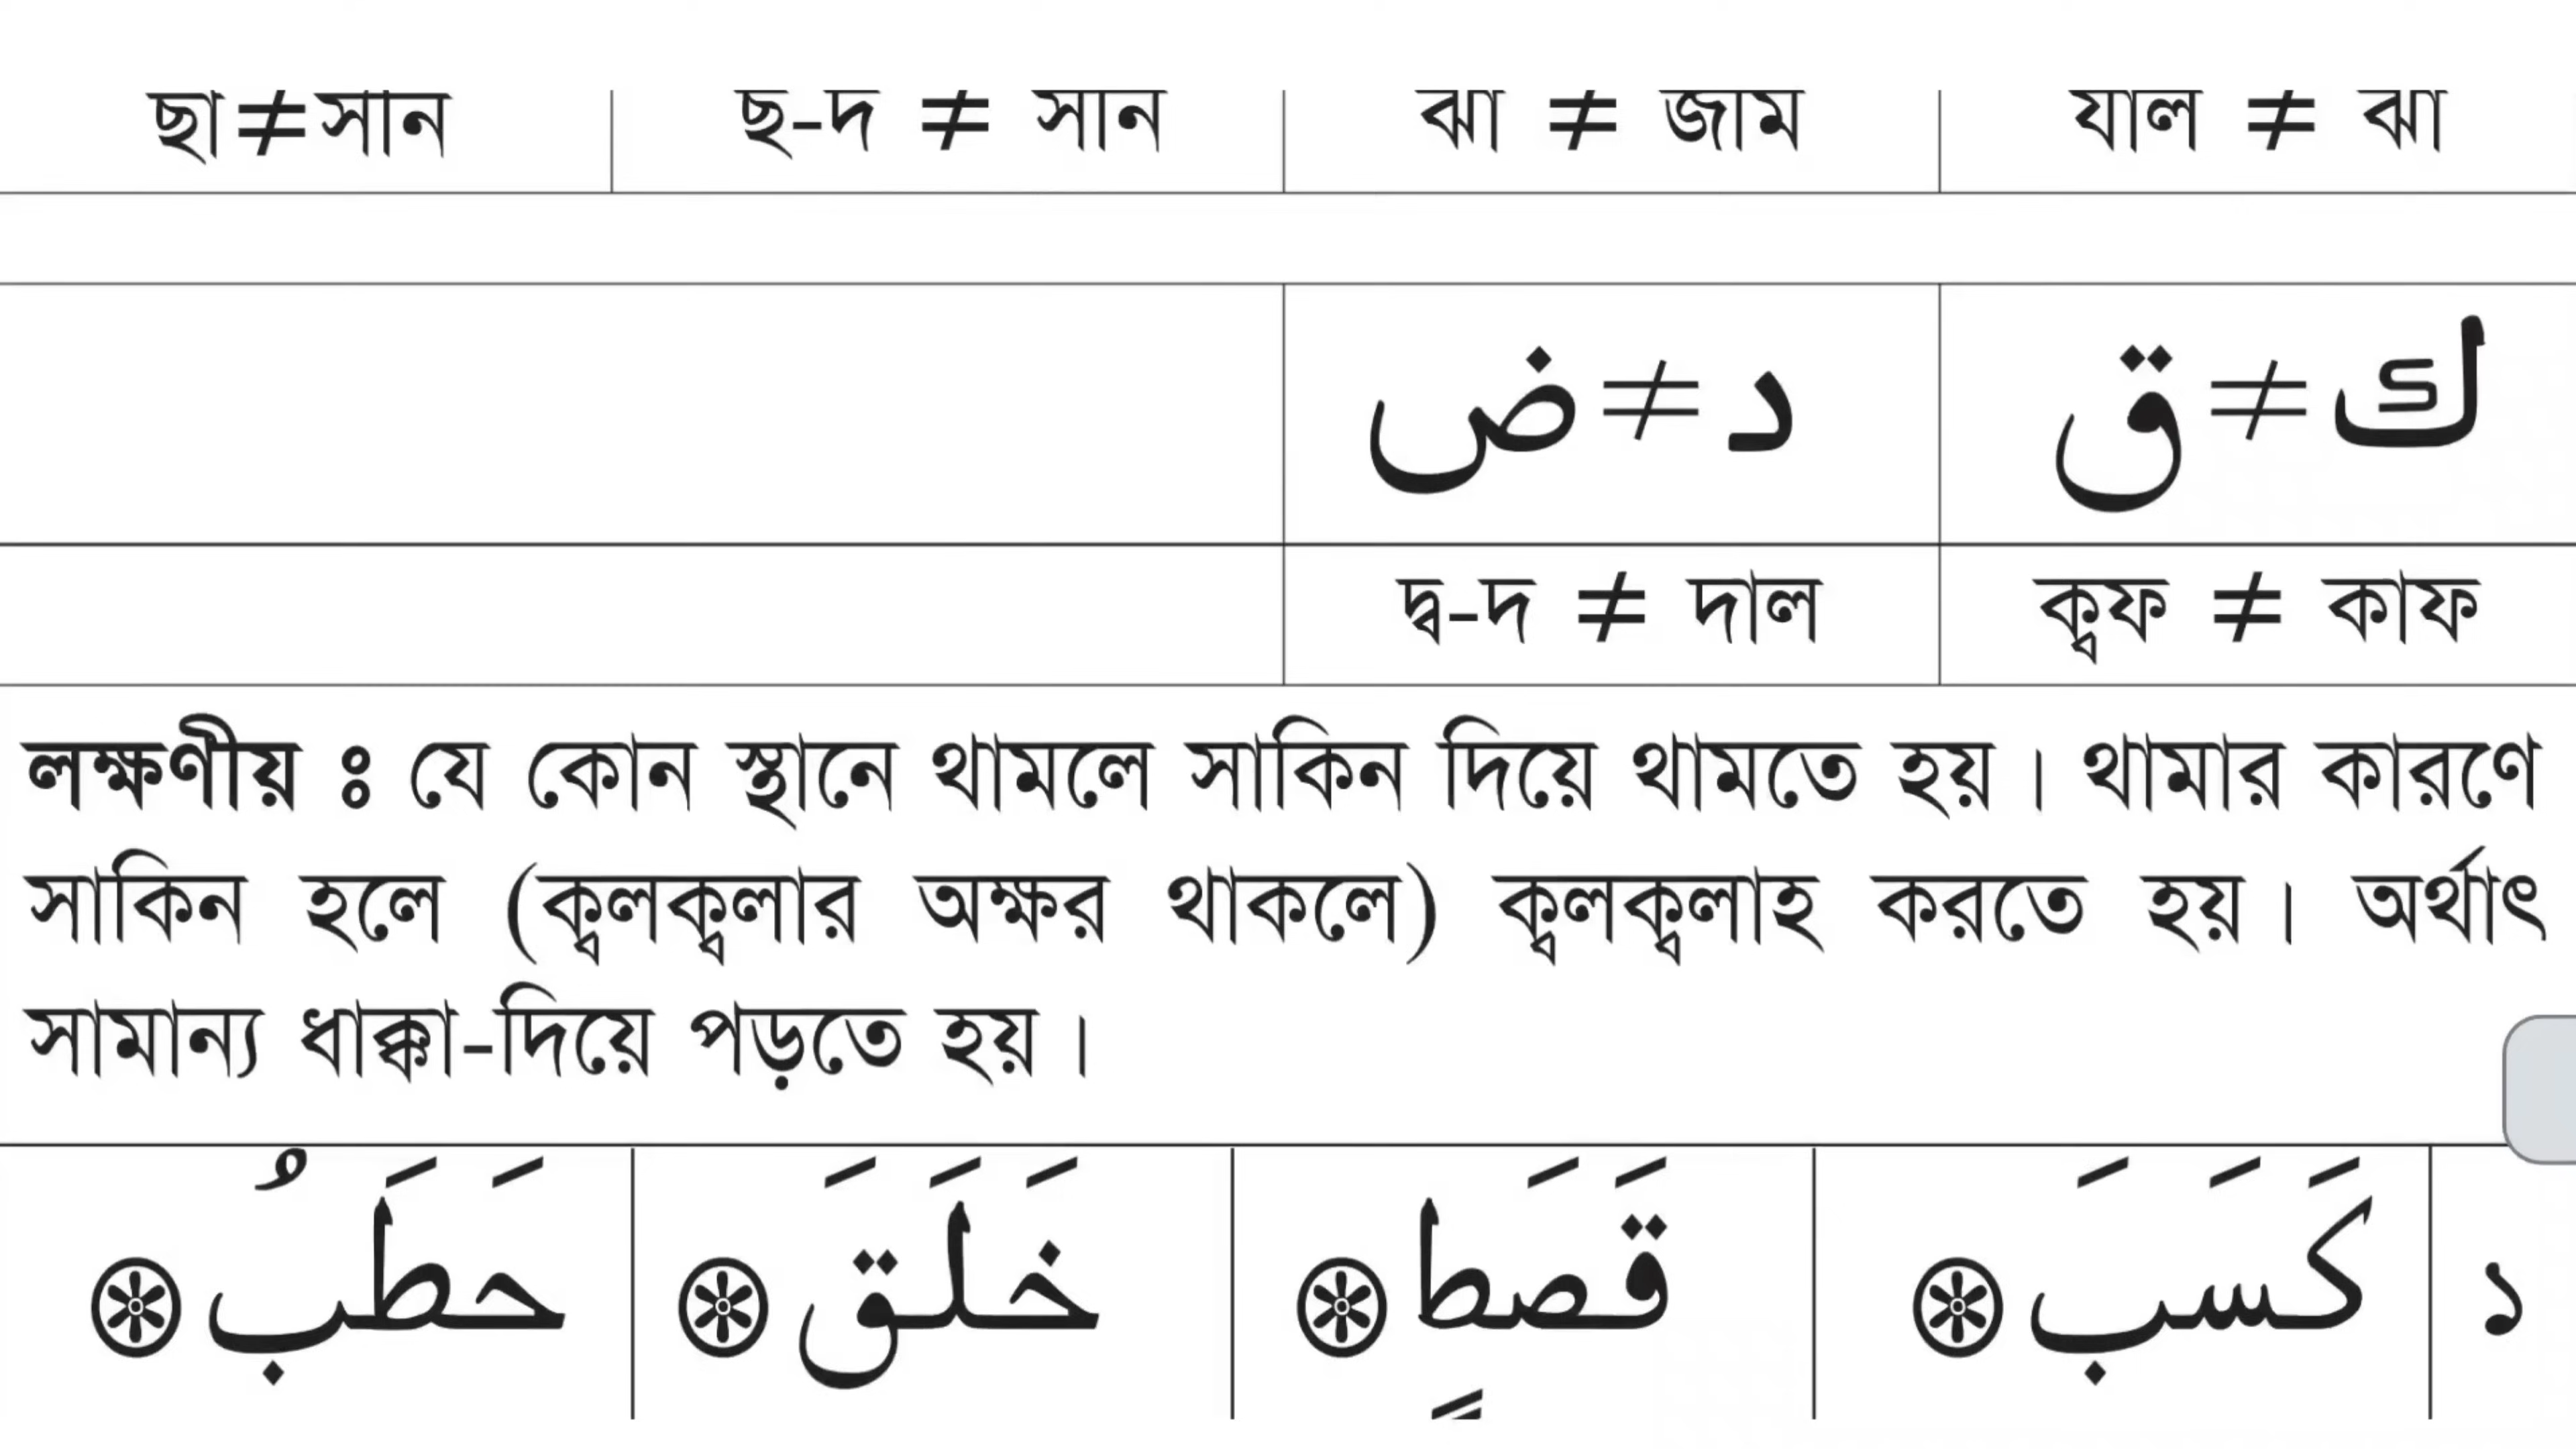 ছা ≠ সীন ছ-দ ≠ সীন ঝা ≠ জীম যাল ≠ ঝা
ض ≠ د ق ≠ ك
দ্ব-দ ≠ দাল ক্বফ ≠ কাফ
লক্ষণীয় ঃ যে কোন স্থানে থামলে সাকিন দিয়ে থামতে হয় । থামার কারণে
সাকিন হলে (ক্বলক্বলার অক্ষর থাকলে) ক্বলক্বলাহ করতে হয় । অর্থাৎ
সামান্য ধাক্কা-দিয়ে পড়তে হয় ।
حَطَبٌ خَلَقَ قَصَطٍ كَسَبَ ১